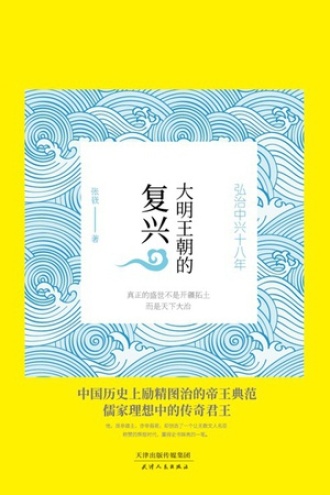 弘治中兴十八年
大明王朝的
复兴
张嵚——著
真正的盛世不是开疆拓土
而是天下大治
中国历史上励精图治的帝王典范
儒家理想中的传奇君王
天津出版传媒集团
天津人民出版社